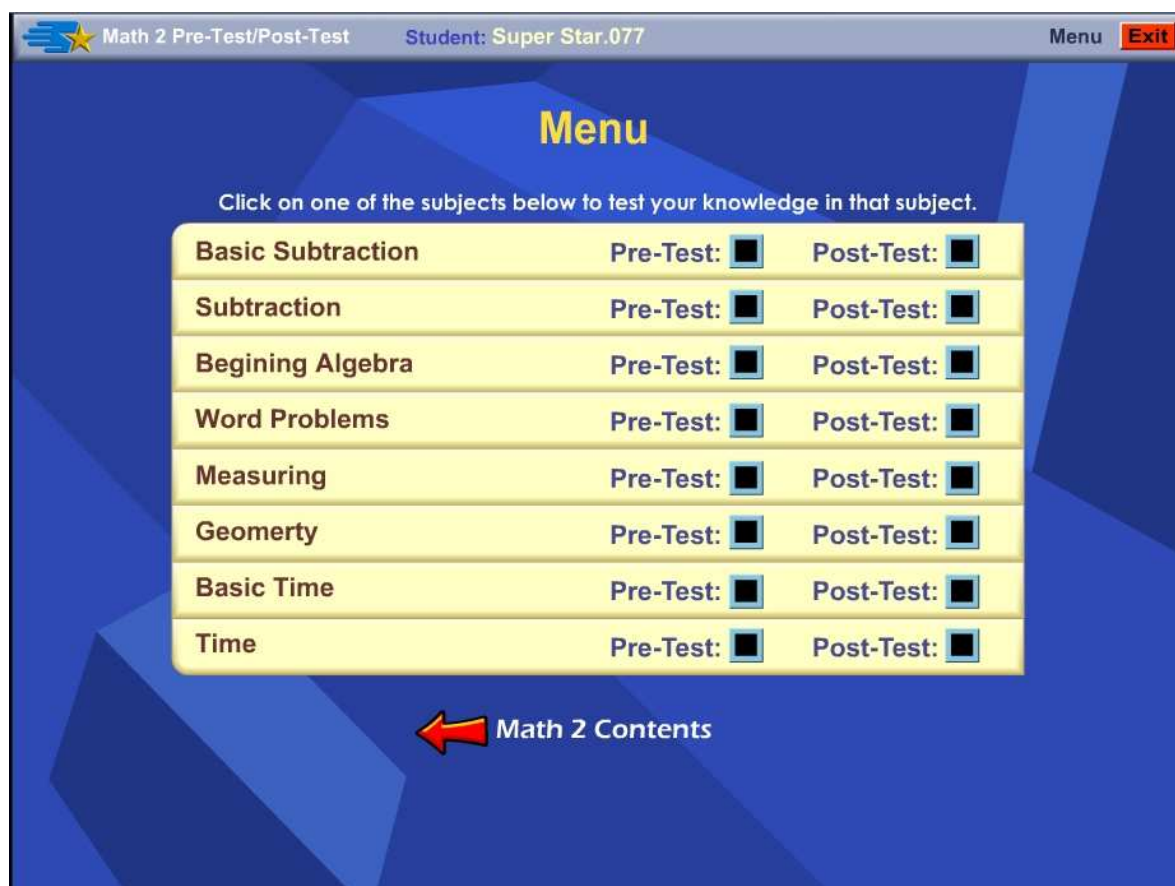 Math 2 Pre-Test/Post-Test Student: Super Star.077 Menu Exit
Menu
Click on one of the subjects below to test your knowledge in that subject.
Basic Subtraction Pre-Test: Post-Test:
Subtraction Pre-Test: Post-Test:
Begining Algebra Pre-Test: Post-Test:
Word Problems Pre-Test: Post-Test:
Measuring Pre-Test: Post-Test:
Geomerty Pre-Test: Post-Test:
Basic Time Pre-Test: Post-Test:
Time Pre-Test: Post-Test:
Math 2 Contents